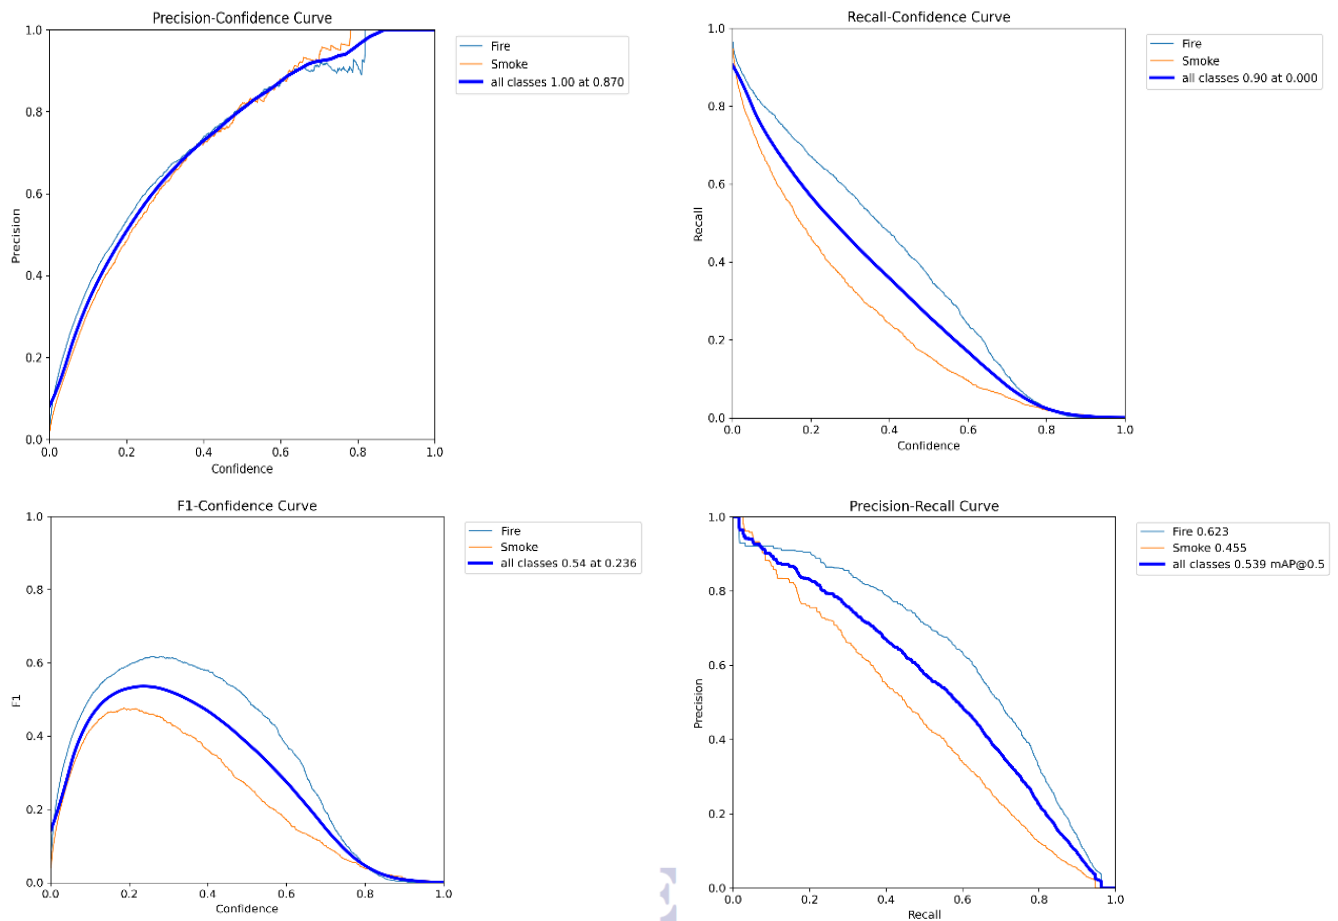 Precision-Confidence Curve
1.0
0.8
0.6
0.4
0.2
0.0
Precision
0.0 0.2 0.4 0.6 0.8 1.0
Confidence
Fire
Smoke
all classes 1.00 at 0.870
Recall-Confidence Curve
1.0
0.8
0.6
0.4
0.2
0.0
Recall
0.0 0.2 0.4 0.6 0.8 1.0
Confidence
Fire
Smoke
all classes 0.90 at 0.000
F1-Confidence Curve
1.0
0.8
0.6
0.4
0.2
0.0
F1
0.0 0.2 0.4 0.6 0.8 1.0
Confidence
Fire
Smoke
all classes 0.54 at 0.236
Precision-Recall Curve
1.0
0.8
0.6
0.4
0.2
0.0
Precision
0.0 0.2 0.4 0.6 0.8 1.0
Recall
Fire 0.623
Smoke 0.455
all classes 0.539 mAP@0.5